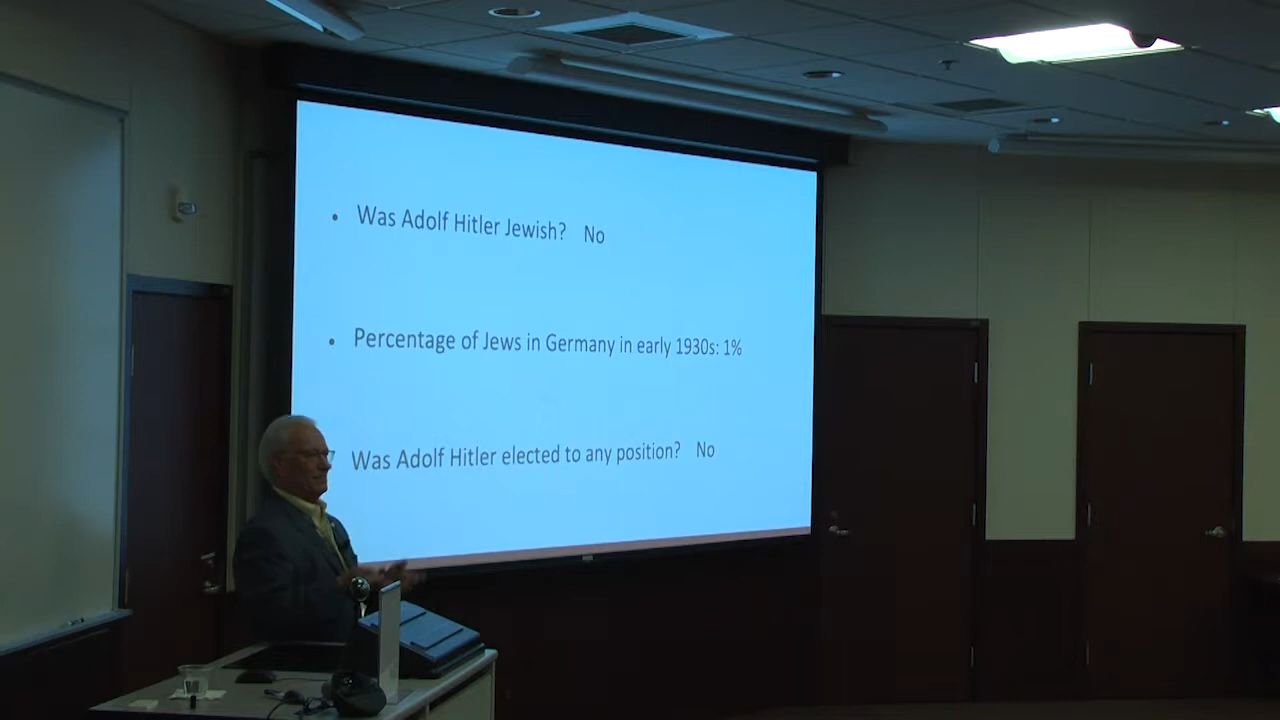 • Was Adolf Hitler Jewish? No
• Percentage of Jews in Germany in early 1930s: 1%
Was Adolf Hitler elected to any position? No